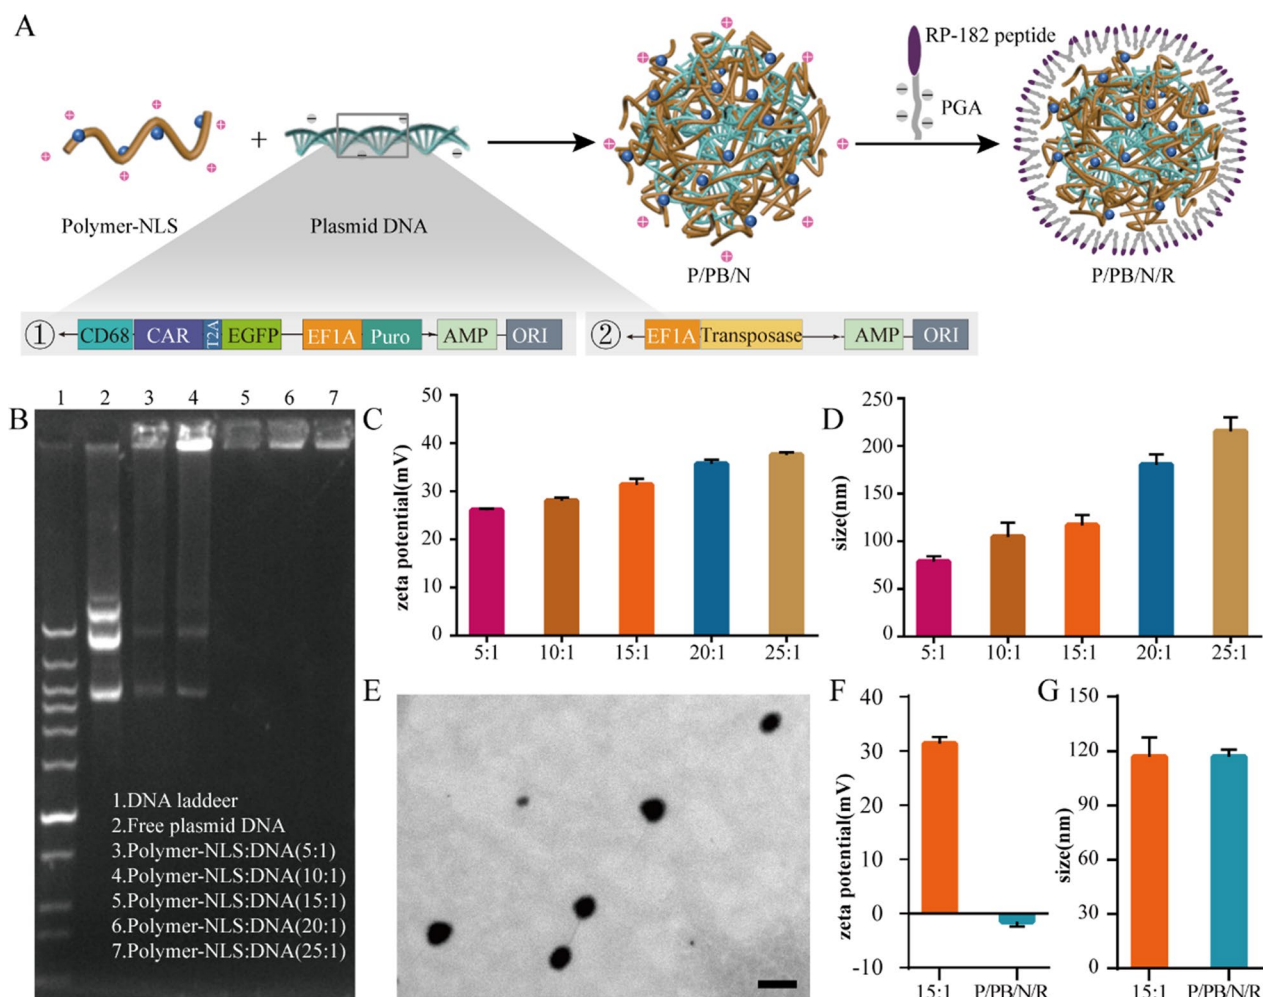 A
RP-182 peptide
PGA
+
Polymer-NLS
Plasmid DNA
P/PB/N
P/PB/N/R
① CD68 CAR T2A EGFP EF1A Puro AMP ORI
② EF1A Transposase AMP ORI
B
1 2 3 4 5 6 7
1.DNA laddeer
2.Free plasmid DNA
3.Polymer-NLS:DNA(5:1)
4.Polymer-NLS:DNA(10:1)
5.Polymer-NLS:DNA(15:1)
6.Polymer-NLS:DNA(20:1)
7.Polymer-NLS:DNA(25:1)
C
zeta potential(mV)
50
40
30
20
10
0
5:1 10:1 15:1 20:1 25:1
D
size(nm)
250
200
150
100
50
0
5:1 10:1 15:1 20:1 25:1
E
F
zeta potential(mV)
40
30
20
10
0
-10
15:1 P/PB/N/R
G
size(nm)
150
120
90
60
30
0
15:1 P/PB/N/R